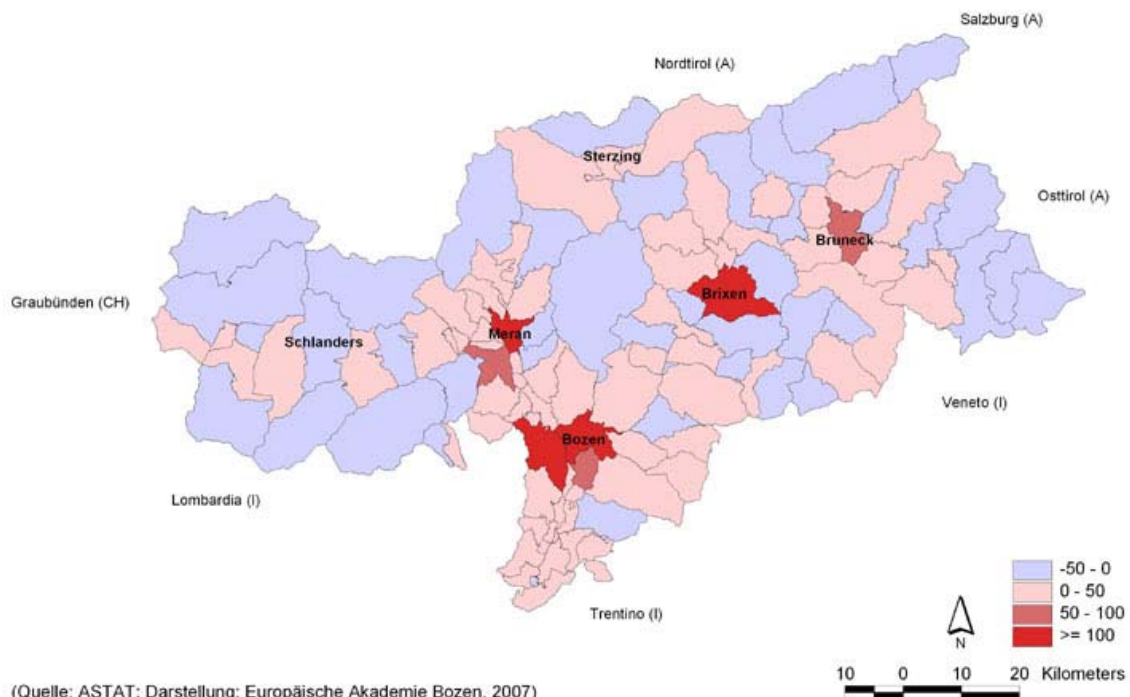 Salzburg (A)
Nordtirol (A)
Sterzing
Osttirol (A)
Bruneck
Brixen
Graubünden (CH)
Meran
Schlanders
Veneto (I)
Bozen
Lombardia (I)
Trentino (I)
-50 - 0
0 - 50
50 - 100
>= 100
N
10 0 10 20 Kilometers
(Quelle: ASTAT; Darstellung: Europäische Akademie Bozen, 2007)